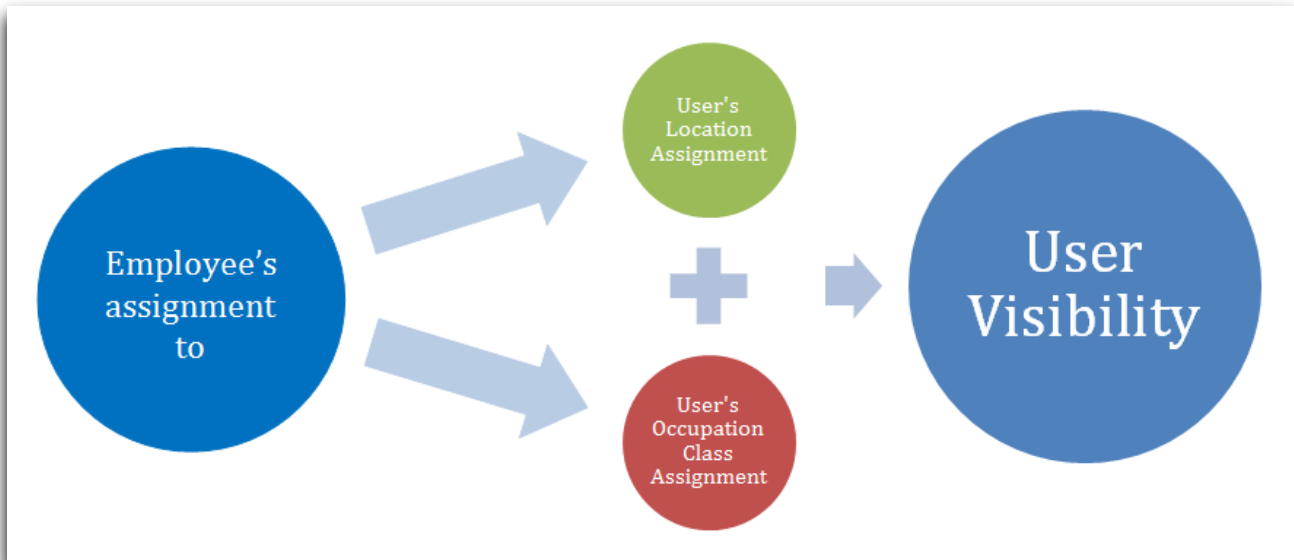 Employee’s
assignment
to
User's
Location
Assignment
User's
Occupation
Class
Assignment
User
Visibility